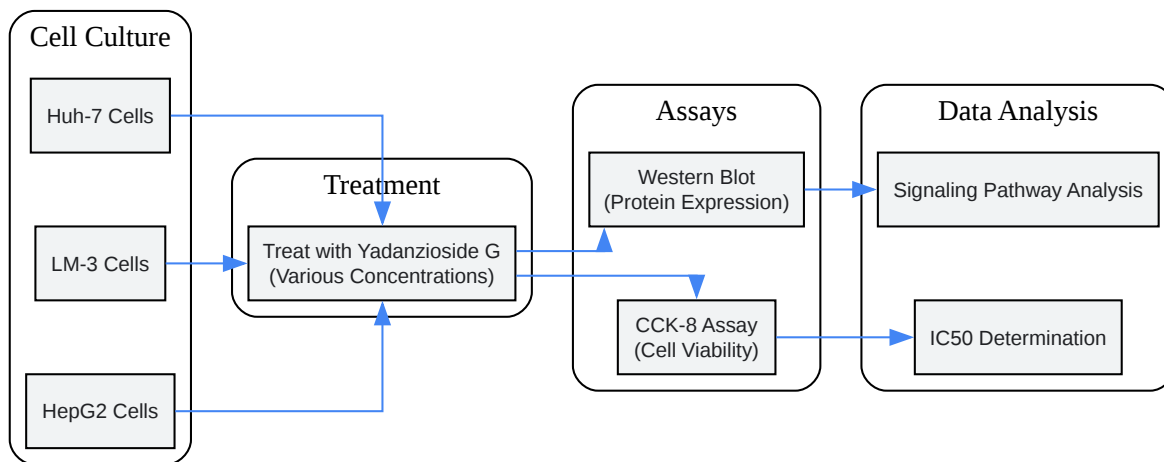 Cell Culture
Huh-7 Cells
LM-3 Cells
HepG2 Cells
Treatment
Treat with Yadanzioside G
(Various Concentrations)
Assays
Western Blot
(Protein Expression)
CCK-8 Assay
(Cell Viability)
Data Analysis
Signaling Pathway Analysis
IC50 Determination